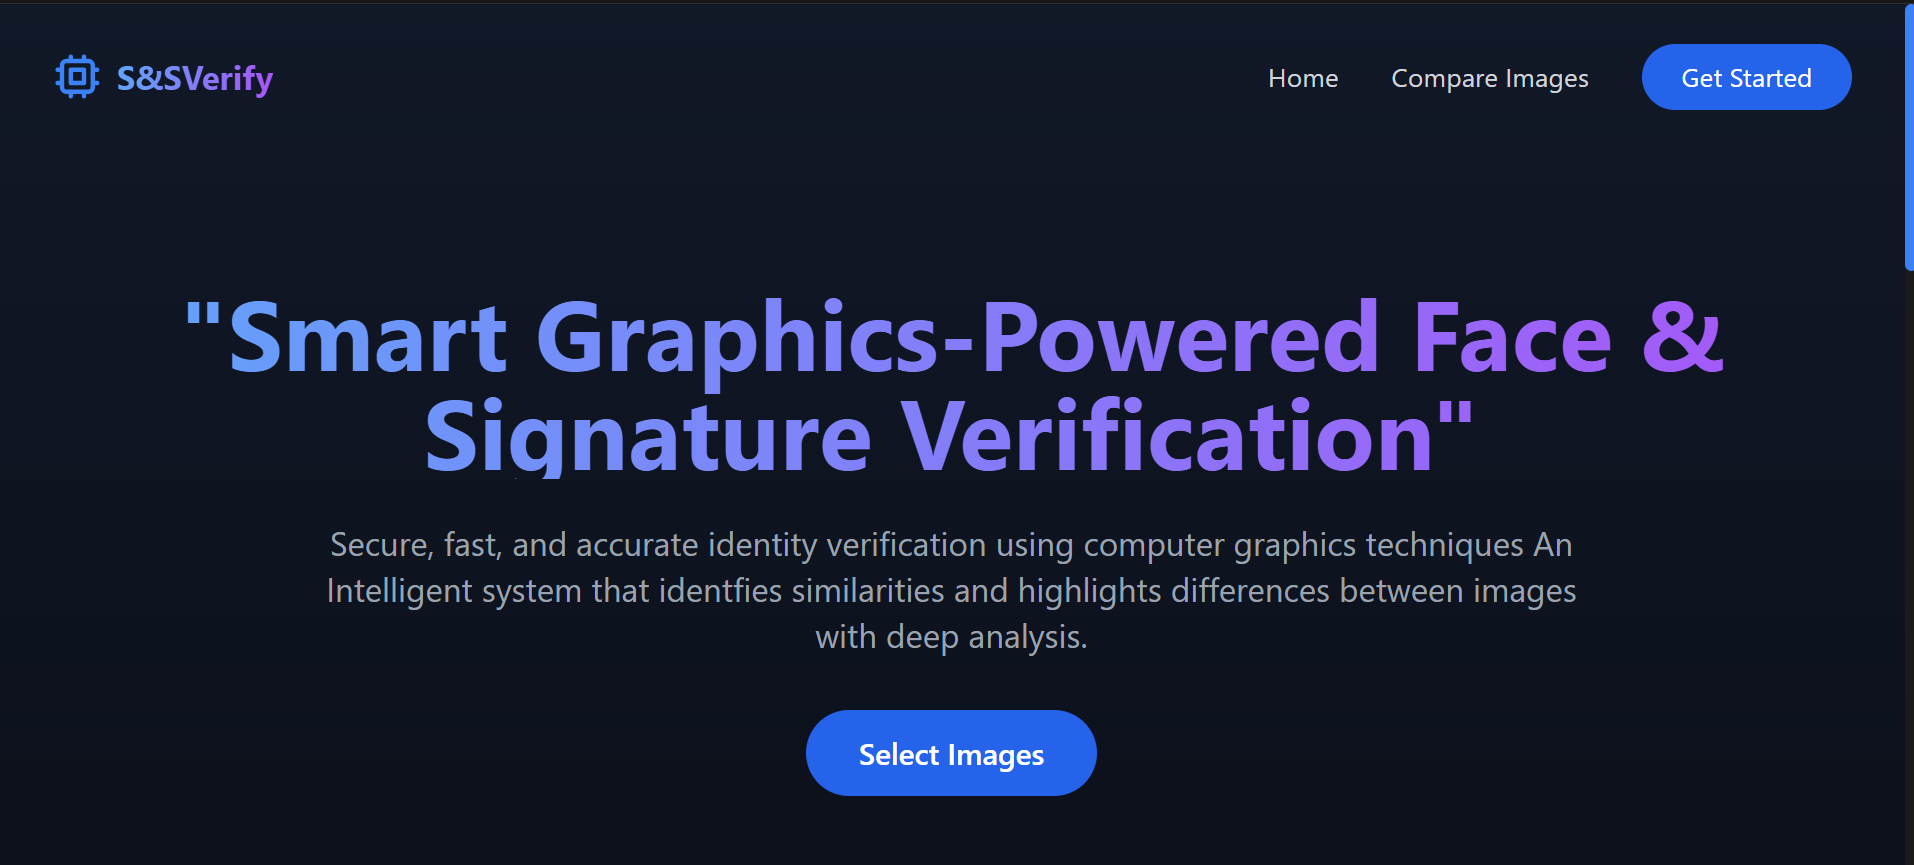 S&SVerify
Home
Compare Images
Get Started
"Smart Graphics-Powered Face &
Signature Verification"
Secure, fast, and accurate identity verification using computer graphics techniques An
Intelligent system that identfies similarities and highlights differences between images
with deep analysis.
Select Images